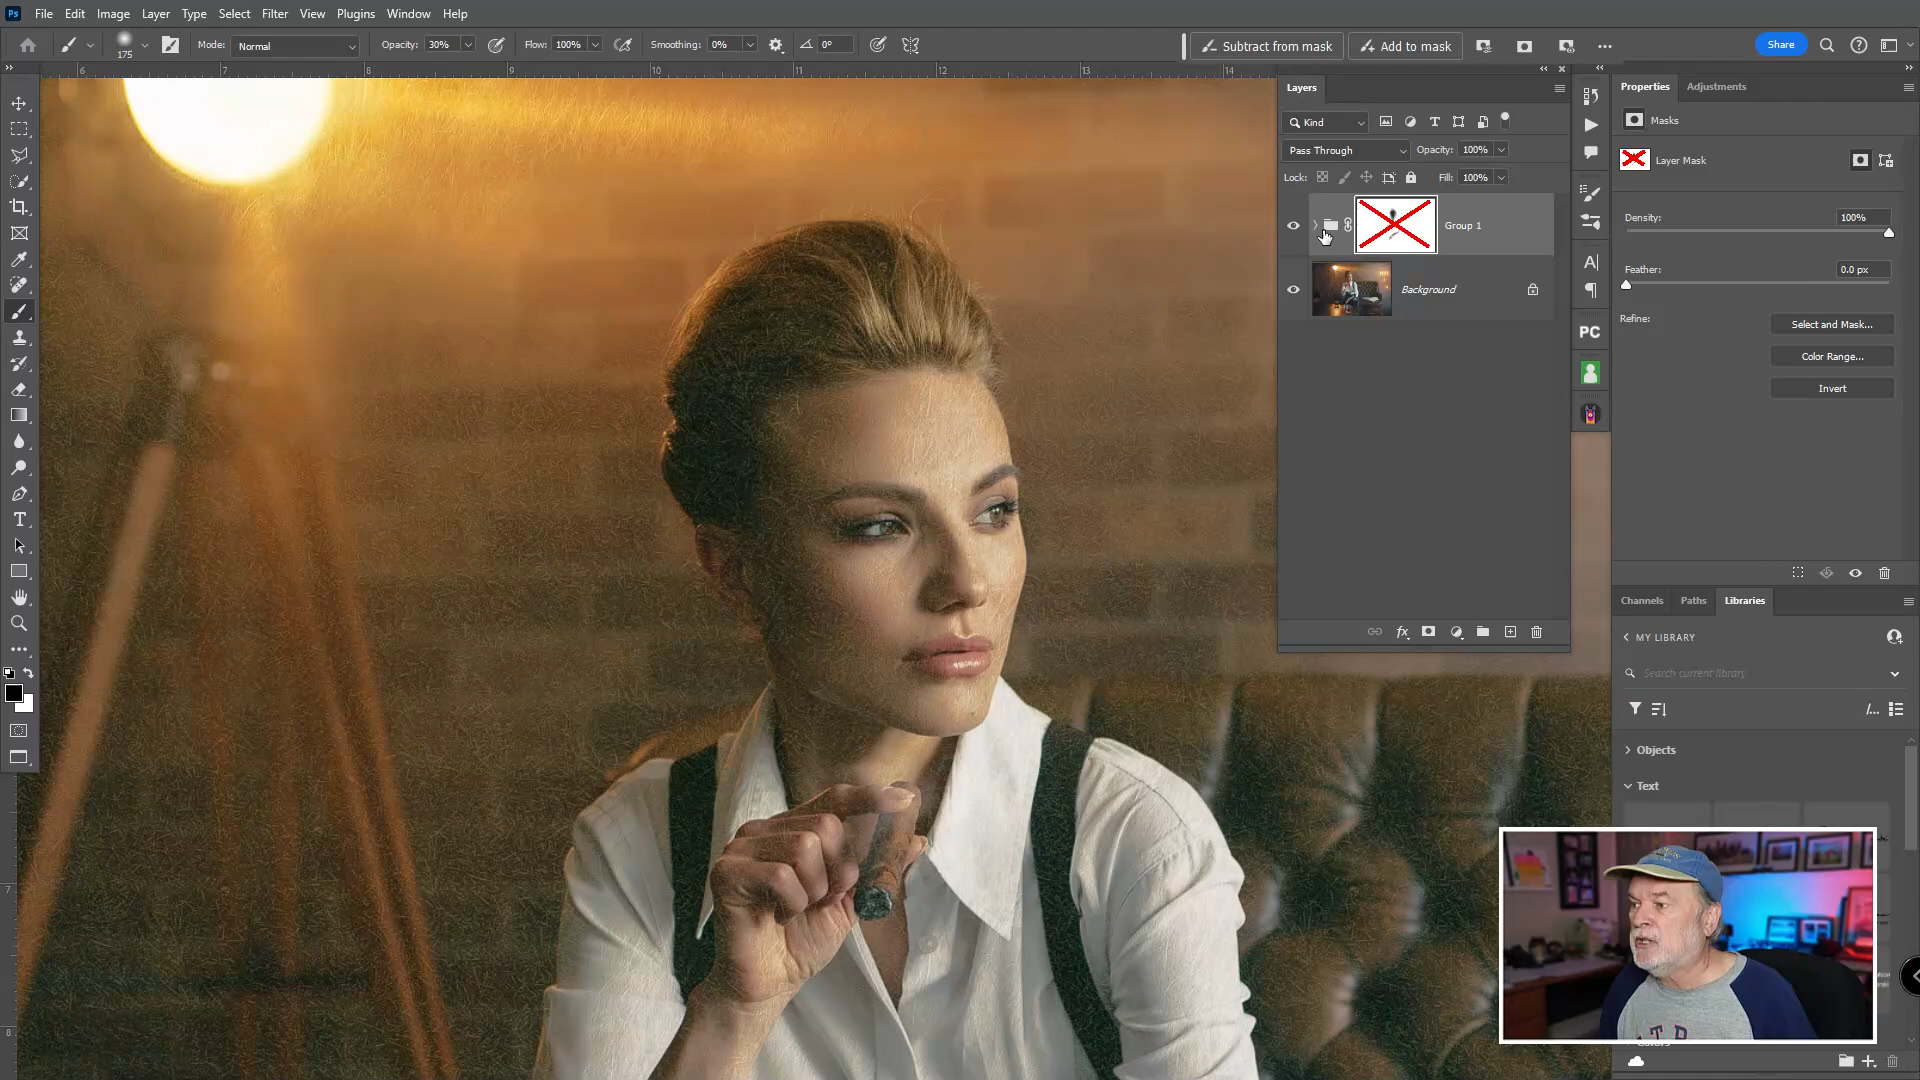 Ps File Edit Image Layer Type Select Filter View Plugins Window Help
175 Mode: Normal Opacity: 30% Flow: 100% Smoothing: 0% 0° Subtract from mask Add to mask Share
6 7 8 9 10 11 12 13 14
7
8
Layers
Kind
Pass Through Opacity: 100%
Lock: Fill: 100%
Group 1
Background
fx
A
PC
Properties Adjustments
Masks
Layer Mask
Density: 100%
Feather: 0.0 px
Refine: Select and Mask...
Color Range...
Invert
Channels Paths Libraries
MY LIBRARY
Search current library
/...
Objects
Text